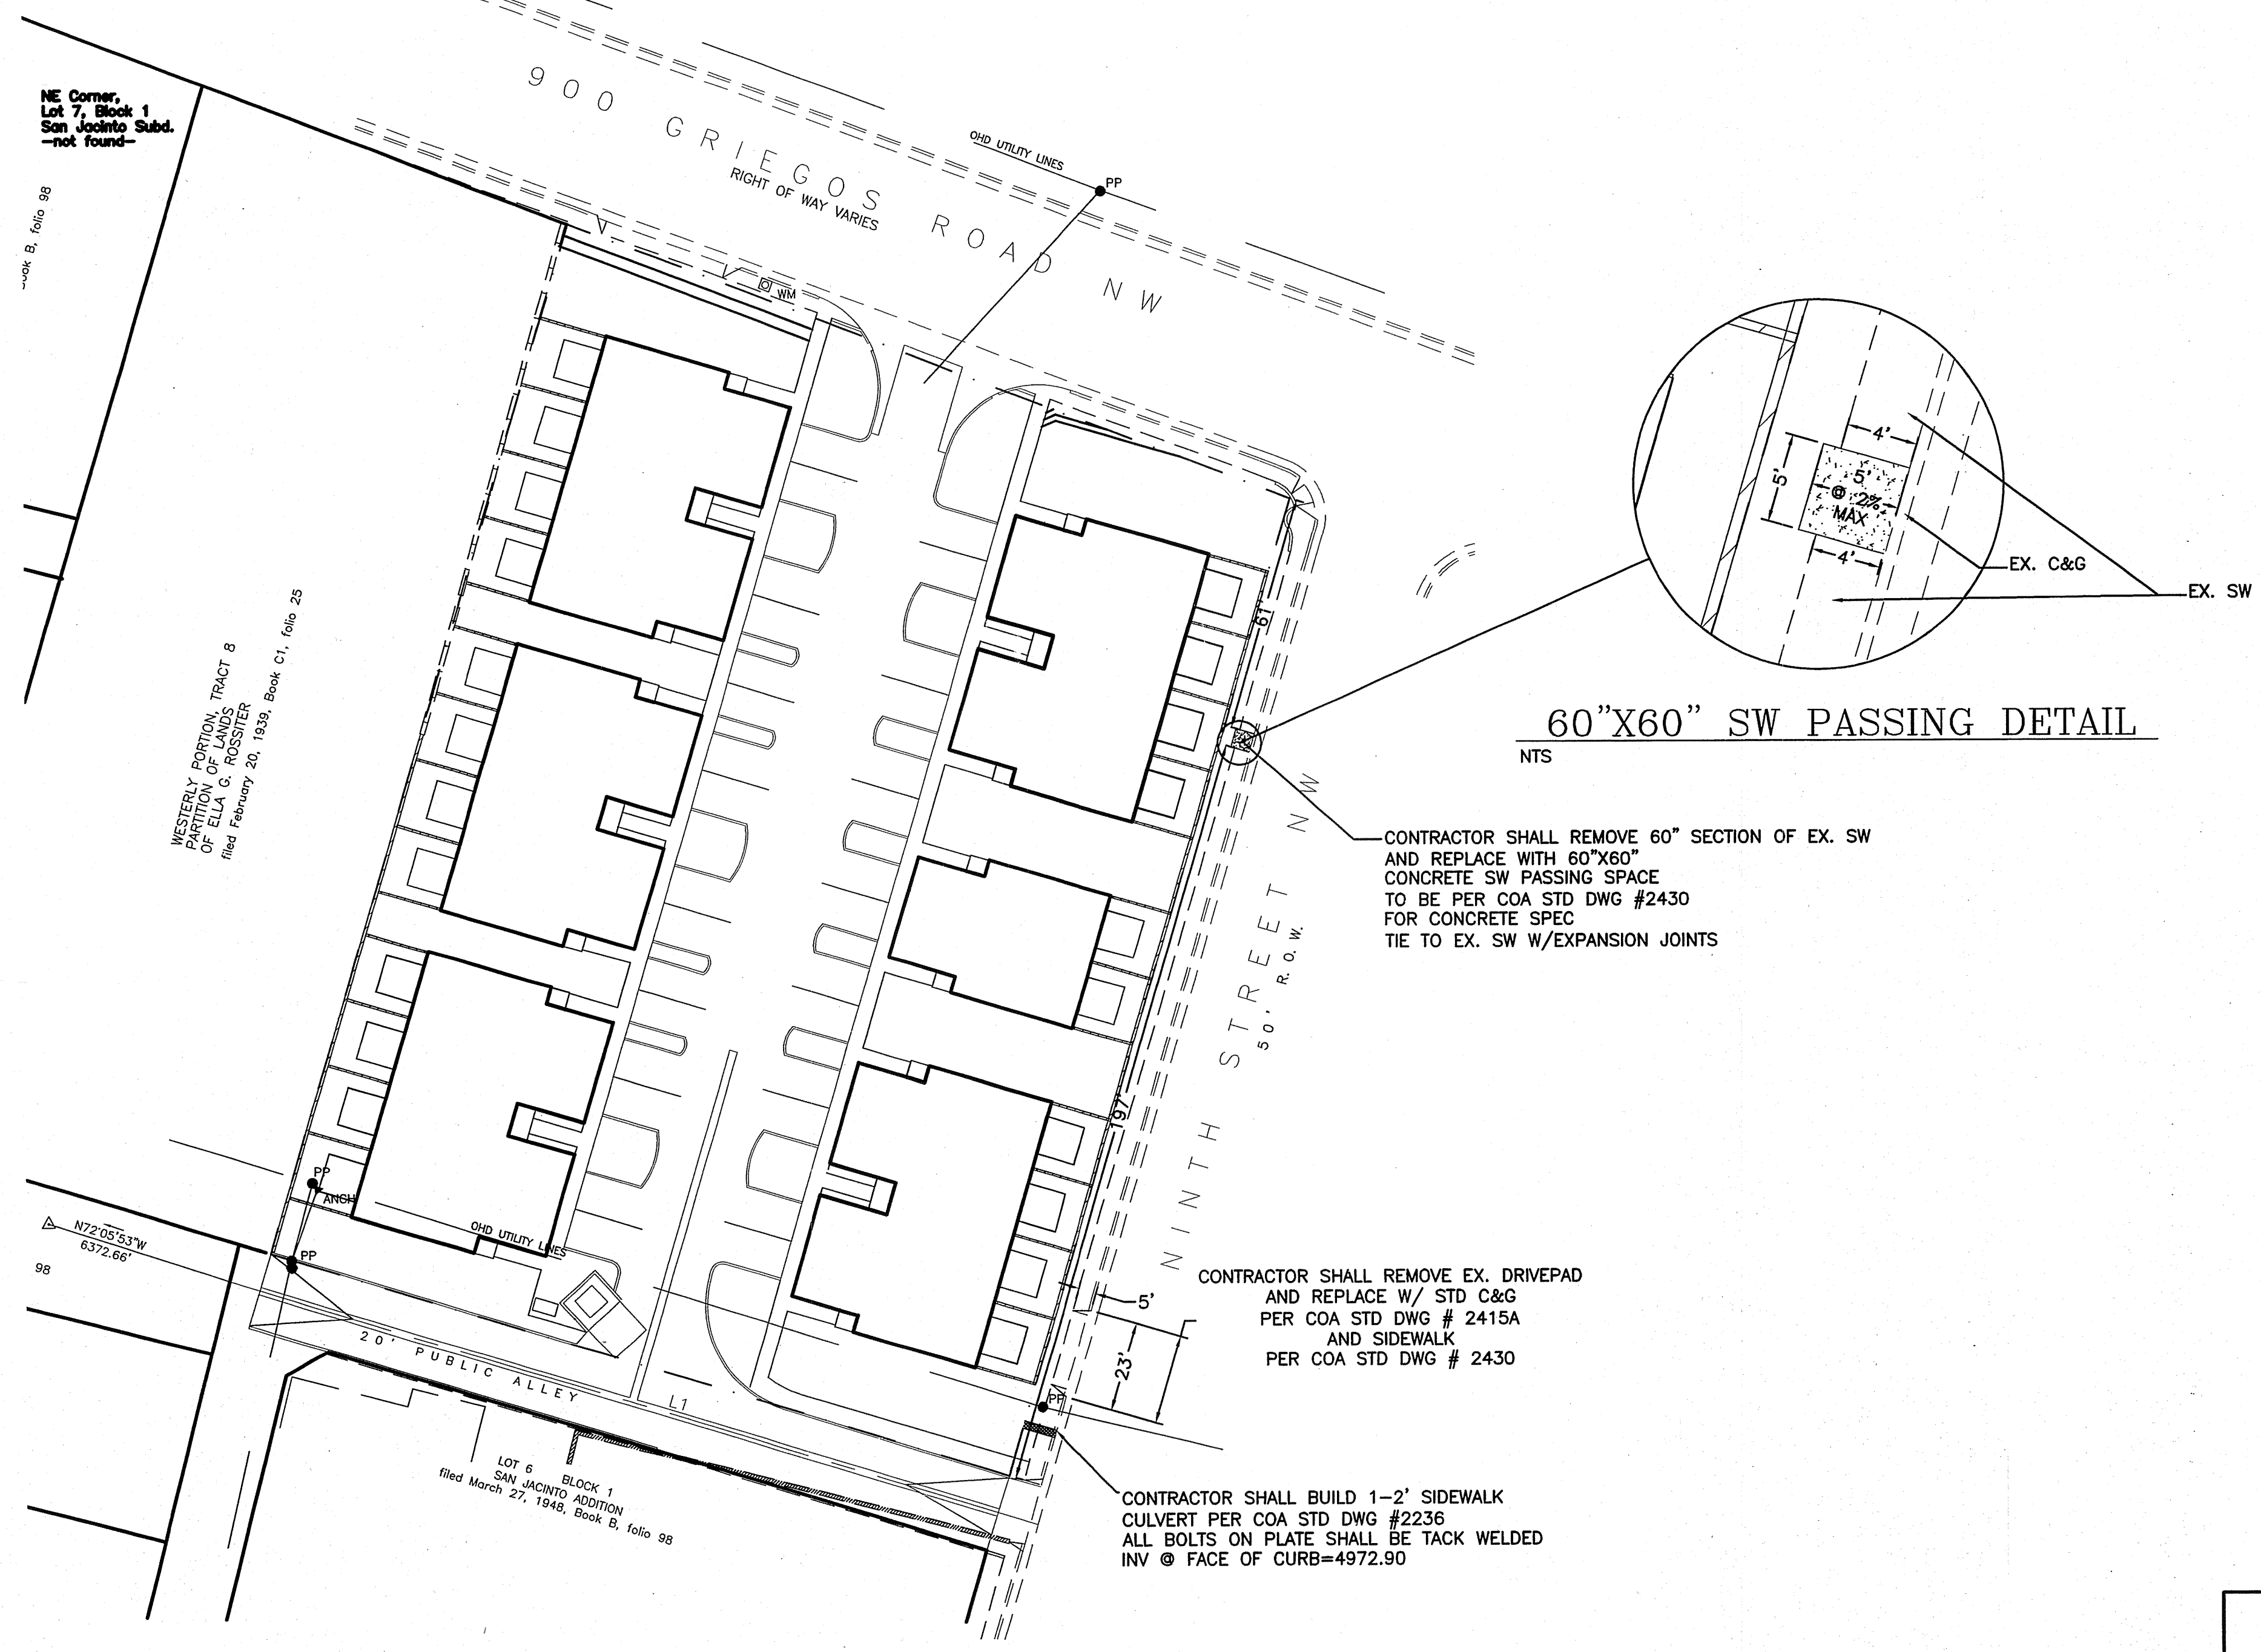 900 GRIEGOS ROAD NW
RIGHT OF WAY VARIES
OHD UTILITY LINES
PP
NE Corner,
Lot 7, Block 1
San Jacinto Subd.
—not found—
B, folio 98
WM
4'
5'
5'
@ 2%
MAX
4'
EX. C&G
EX. SW
60"X60" SW PASSING DETAIL
NTS
61'
WESTERLY PORTION, TRACT 8
PARTITION OF LANDS
OF ELLA G. ROSSITER
filed February 20, 1939, Book C1, folio 25
CONTRACTOR SHALL REMOVE 60" SECTION OF EX. SW
AND REPLACE WITH 60"X60"
CONCRETE SW PASSING SPACE
TO BE PER COA STD DWG #2430
FOR CONCRETE SPEC
TIE TO EX. SW W/EXPANSION JOINTS
NINTH STREET NW
50' R.O.W.
197'
PP
ANCH
PP
OHD UTILITY LINES
N72°05'53"W
6372.66'
98
CONTRACTOR SHALL REMOVE EX. DRIVEPAD
AND REPLACE W/ STD C&G
PER COA STD DWG # 2415A
AND SIDEWALK
PER COA STD DWG # 2430
5'
23'
PP
20' PUBLIC ALLEY
L1
LOT 6 BLOCK 1
SAN JACINTO ADDITION
filed March 27, 1948, Book B, folio 98
CONTRACTOR SHALL BUILD 1-2' SIDEWALK
CULVERT PER COA STD DWG #2236
ALL BOLTS ON PLATE SHALL BE TACK WELDED
INV @ FACE OF CURB=4972.90